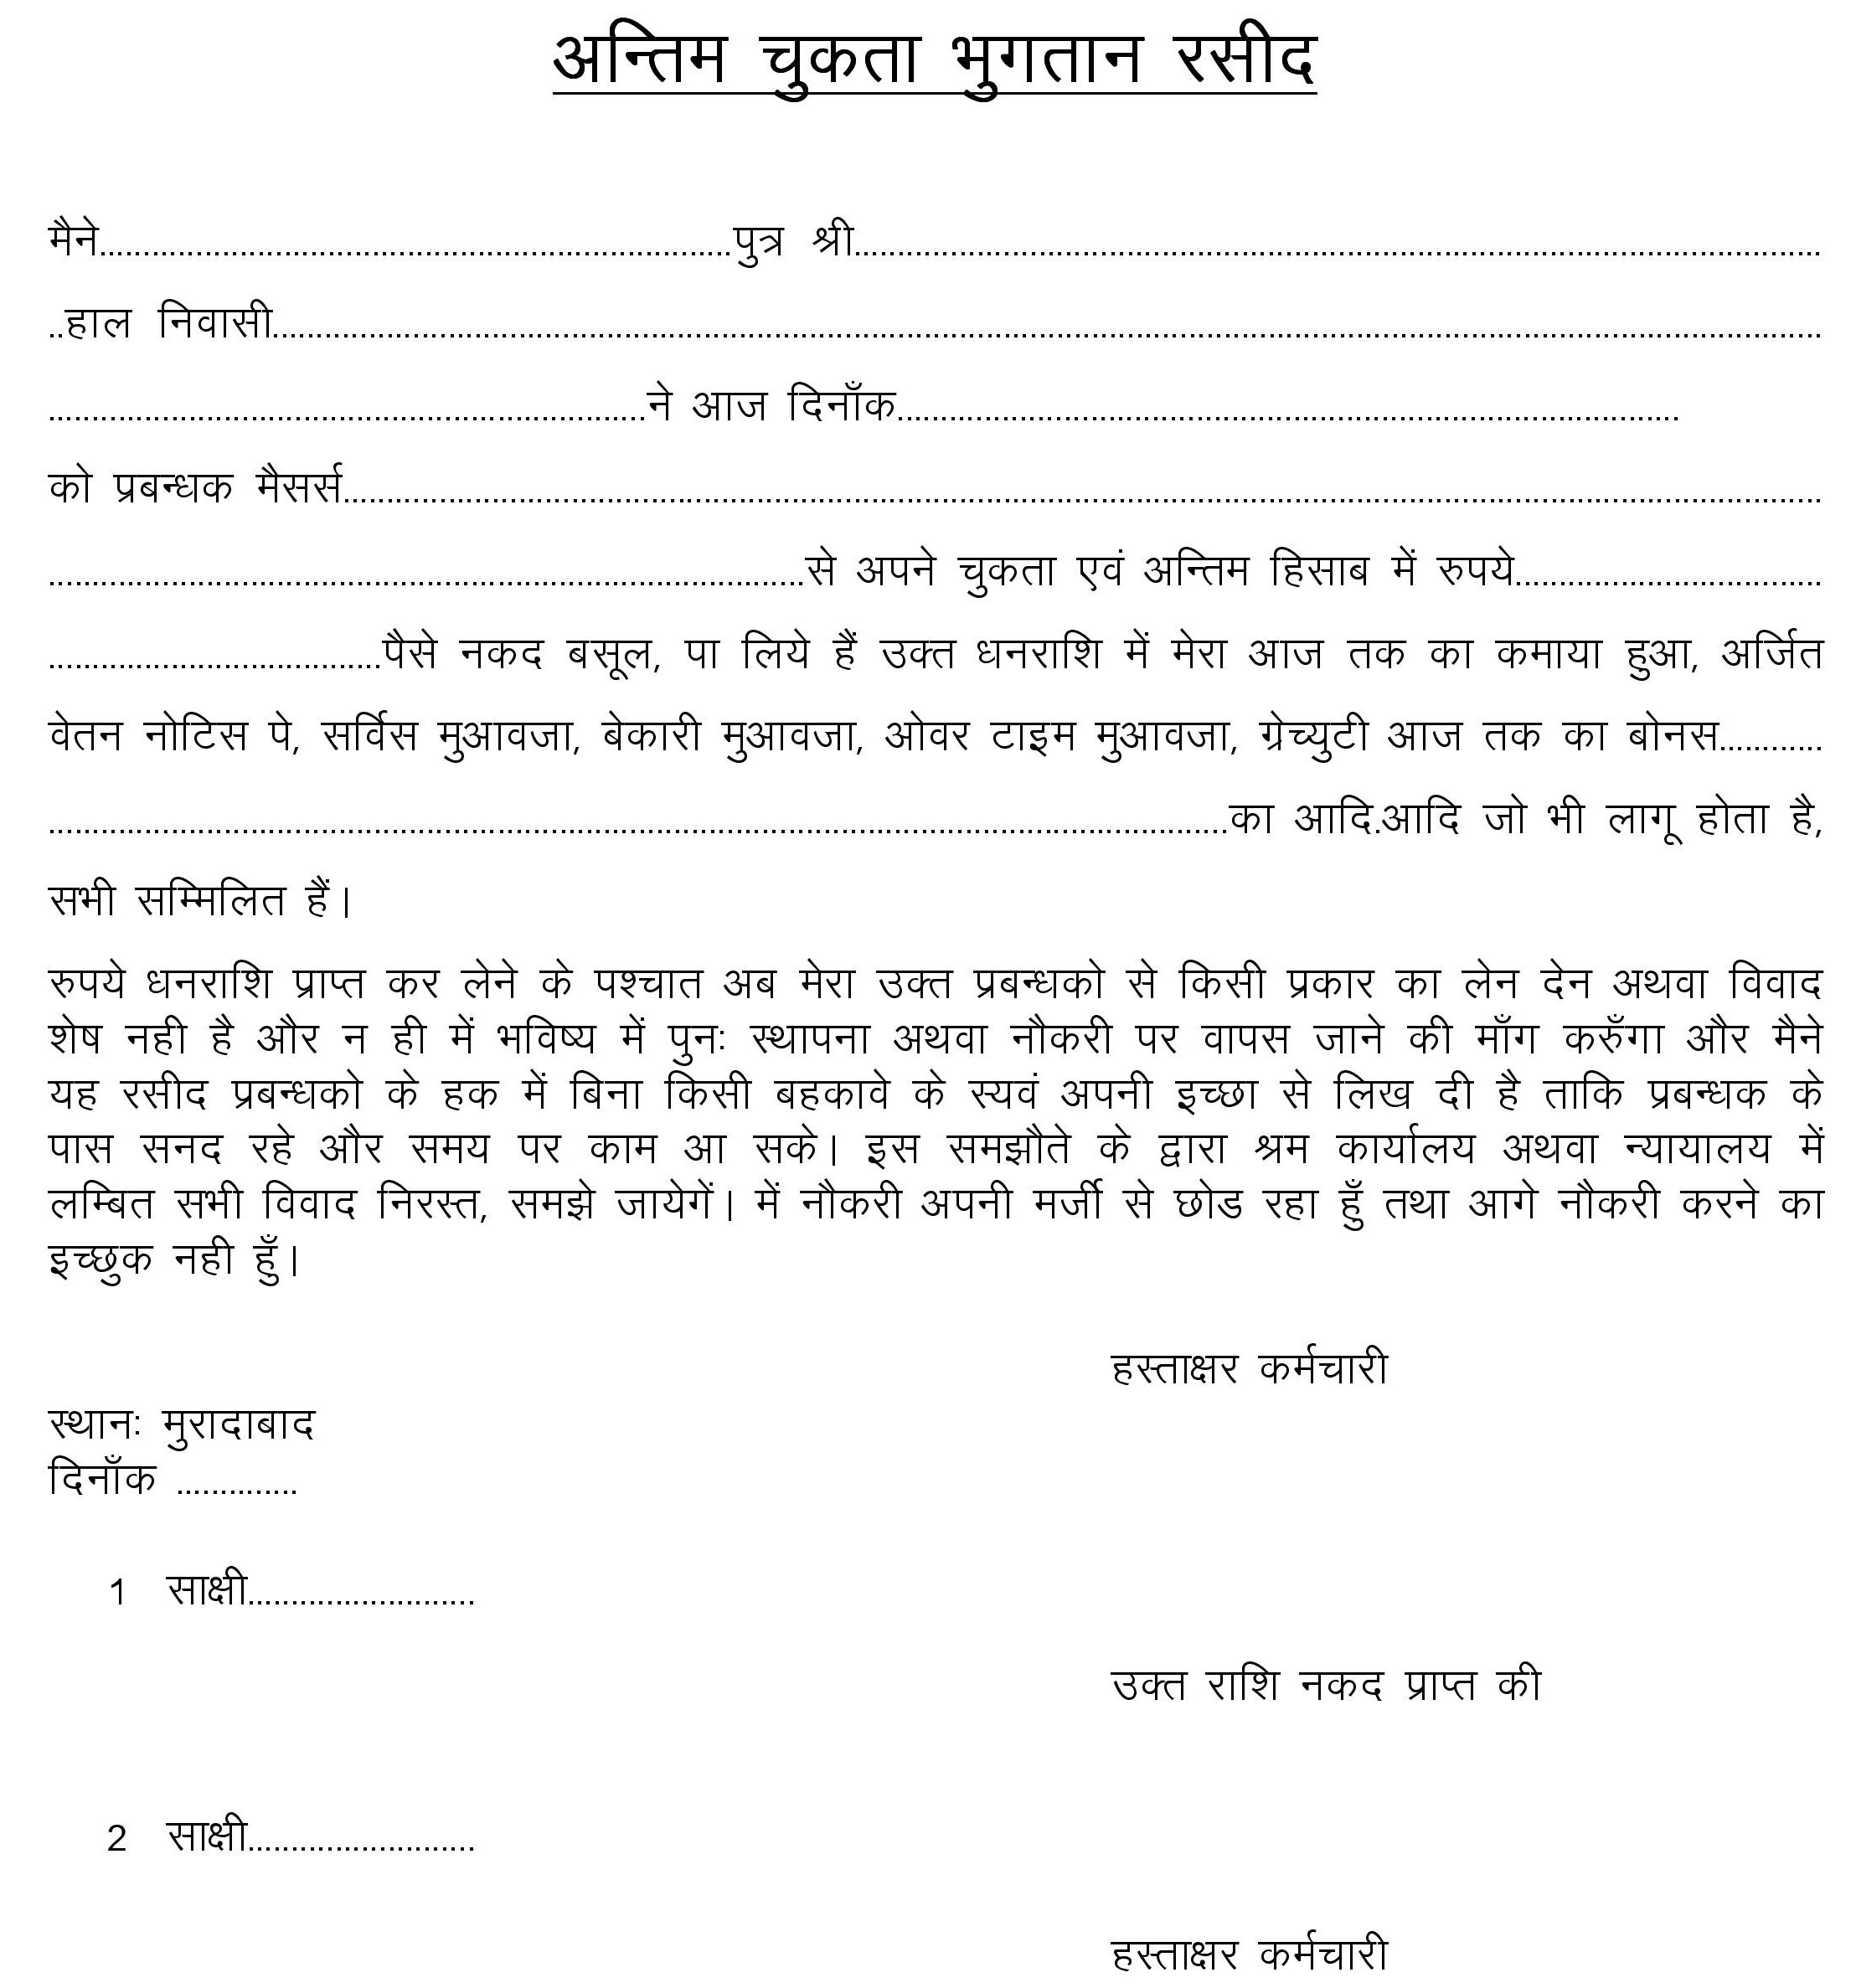 अन्तिम चुकता भुगतान रसीद
मैने.......................................................................पुत्र श्री.............................................................................................................
..हाल निवासी...............................................................................................................................................................................
....................................................................ने आज दिनाँक.........................................................................................
को प्रबन्धक मैसर्स.......................................................................................................................................................................
......................................................................................से अपने चुकता एवं अन्तिम हिसाब में रुपये...................................
......................................पैसे नकद बसूल, पा लिये हैं उक्त धनराशि में मेरा आज तक का कमाया हुआ, अर्जित
वेतन नोटिस पे, सर्विस मुआवजा, बेकारी मुआवजा, ओवर टाइम मुआवजा, ग्रेच्युटी आज तक का बोनस............
......................................................................................................................................का आदि.आदि जो भी लागू होता है,
सभी सम्मिलित हैं।
रुपये धनराशि प्राप्त कर लेने के पश्चात अब मेरा उक्त प्रबन्धको से किसी प्रकार का लेन देन अथवा विवाद
शेष नही है और न ही में भविष्य में पुनः स्थापना अथवा नौकरी पर वापस जाने की माँग करुँगा और मैने
यह रसीद प्रबन्धको के हक में बिना किसी बहकावे के स्यवं अपनी इच्छा से लिख दी है ताकि प्रबन्धक के
पास सनद रहे और समय पर काम आ सके। इस समझौते के द्वारा श्रम कार्यालय अथवा न्यायालय में
लम्बित सभी विवाद निरस्त, समझे जायेगें। में नौकरी अपनी मर्जी से छोड रहा हुँ तथा आगे नौकरी करने का
इच्छुक नही हुँ।
हस्ताक्षर कर्मचारी
स्थानः मुरादाबाद
दिनाँक ..............
1 साक्षी..........................
उक्त राशि नकद प्राप्त की
2 साक्षी..........................
हस्ताक्षर कर्मचारी